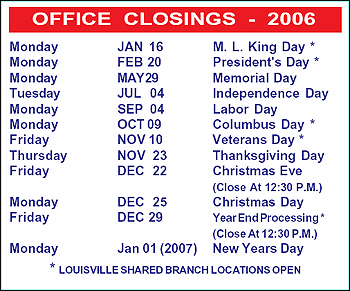 OFFICE CLOSINGS - 2006
Monday JAN 16 M. L. King Day *
Monday FEB 20 President's Day *
Monday MAY29 Memorial Day
Tuesday JUL 04 Independence Day
Monday SEP 04 Labor Day
Monday OCT 09 Columbus Day *
Friday NOV 10 Veterans Day *
Thursday NOV 23 Thanksgiving Day
Friday DEC 22 Christmas Eve
(Close At 12:30 P.M.)
Monday DEC 25 Christmas Day
Friday DEC 29 Year End Processing *
(Close At 12:30 P.M.)
Monday Jan 01 (2007) New Years Day
* LOUISVILLE SHARED BRANCH LOCATIONS OPEN